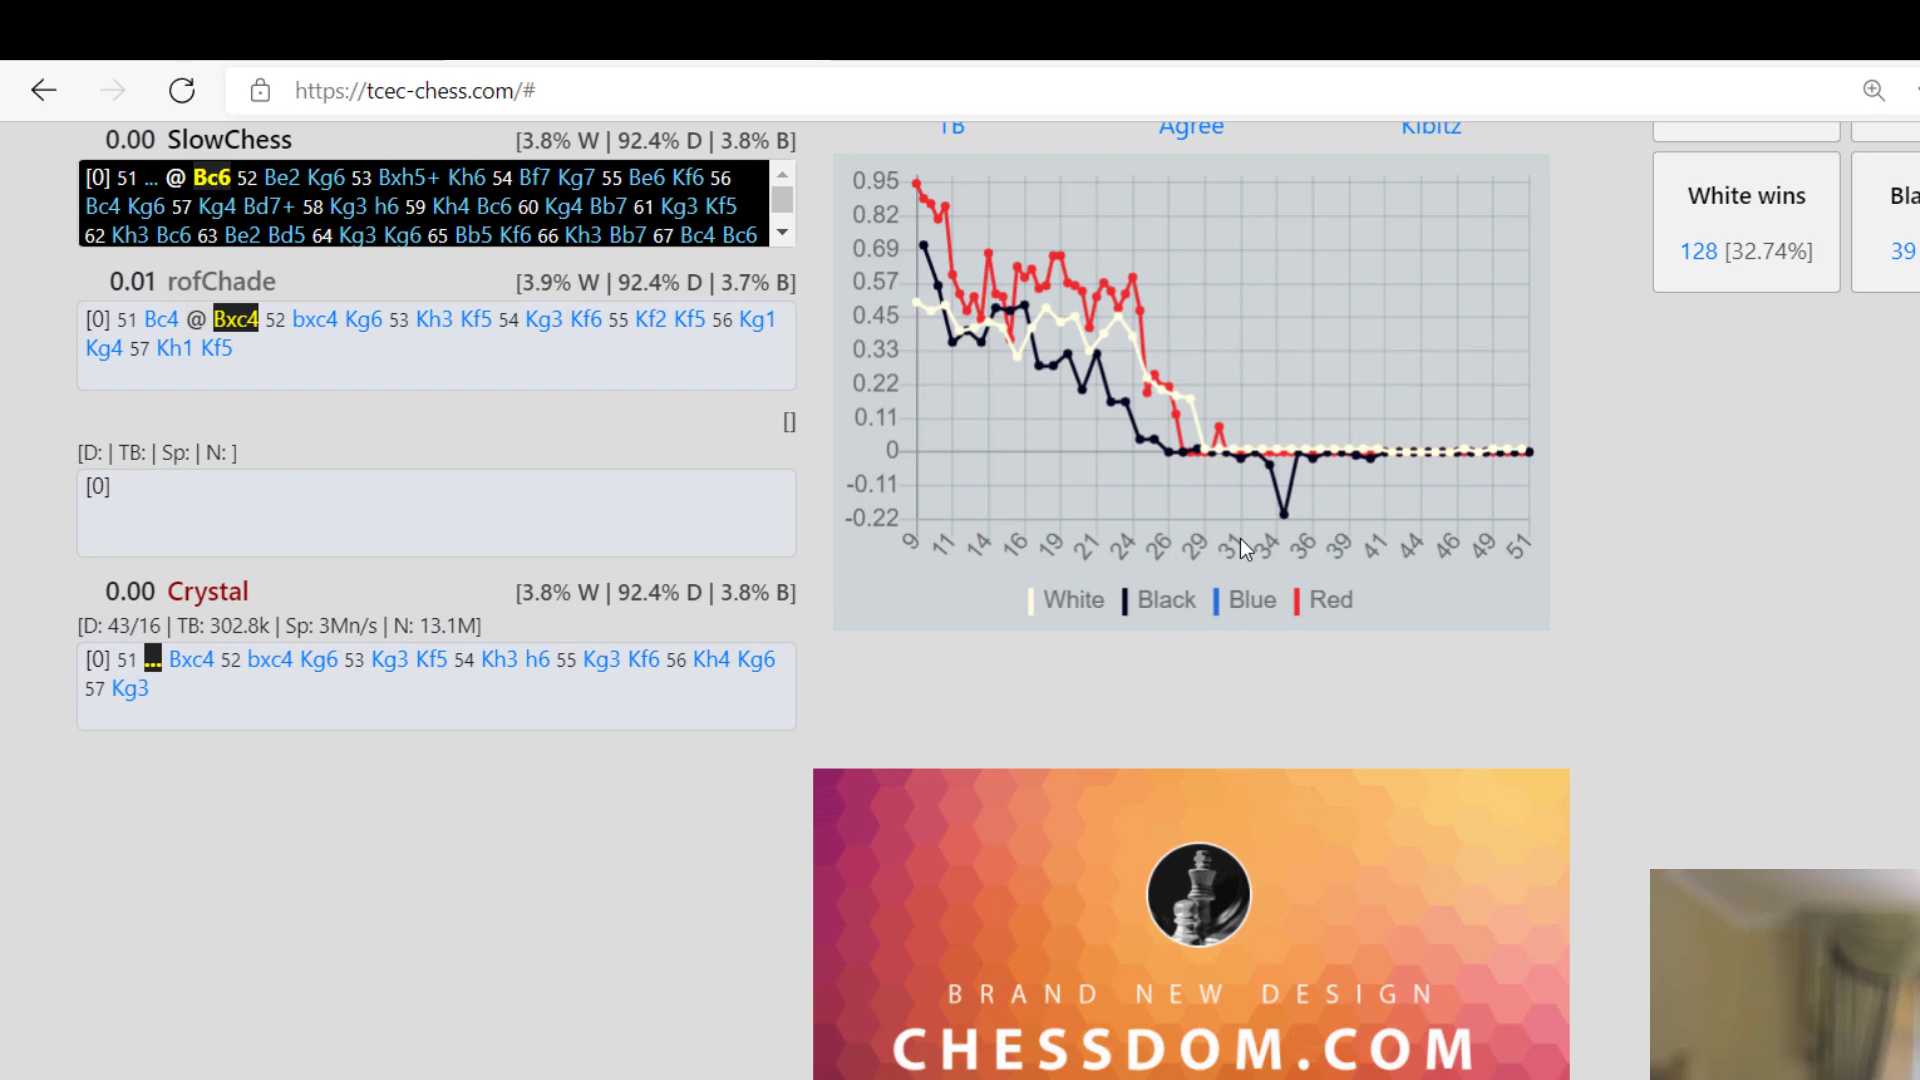 https://tcec-chess.com/#
0.00 SlowChess [3.8% W | 92.4% D | 3.8% B]
[0] 51 ... @ Bc6 52 Be2 Kg6 53 Bxh5+ Kh6 54 Bf7 Kg7 55 Be6 Kf6 56
Bc4 Kg6 57 Kg4 Bd7+ 58 Kg3 h6 59 Kh4 Bc6 60 Kg4 Bb7 61 Kg3 Kf5
62 Kh3 Bc6 63 Be2 Bd5 64 Kg3 Kg6 65 Bb5 Kf6 66 Kh3 Bb7 67 Bc4 Bc6
0.01 rofChade [3.9% W | 92.4% D | 3.7% B]
[0] 51 Bc4 @ Bxc4 52 bxc4 Kg6 53 Kh3 Kf5 54 Kg3 Kf6 55 Kf2 Kf5 56 Kg1
Kg4 57 Kh1 Kf5
[]
[D: | TB: | Sp: | N: ]
[0]
0.00 Crystal [3.8% W | 92.4% D | 3.8% B]
[D: 43/16 | TB: 302.8k | Sp: 3Mn/s | N: 13.1M]
[0] 51 ... Bxc4 52 bxc4 Kg6 53 Kg3 Kf5 54 Kh3 h6 55 Kg3 Kf6 56 Kh4 Kg6
57 Kg3
TB Agree Kibitz
0.95
0.82
0.69
0.57
0.45
0.33
0.22
0.11
0
-0.11
-0.22
9 11 14 16 19 21 24 26 29 31 34 36 39 41 44 46 49 51
White Black Blue Red
White wins
128 [32.74%]
Bla
39
BRAND NEW DESIGN
CHESSDOM.COM